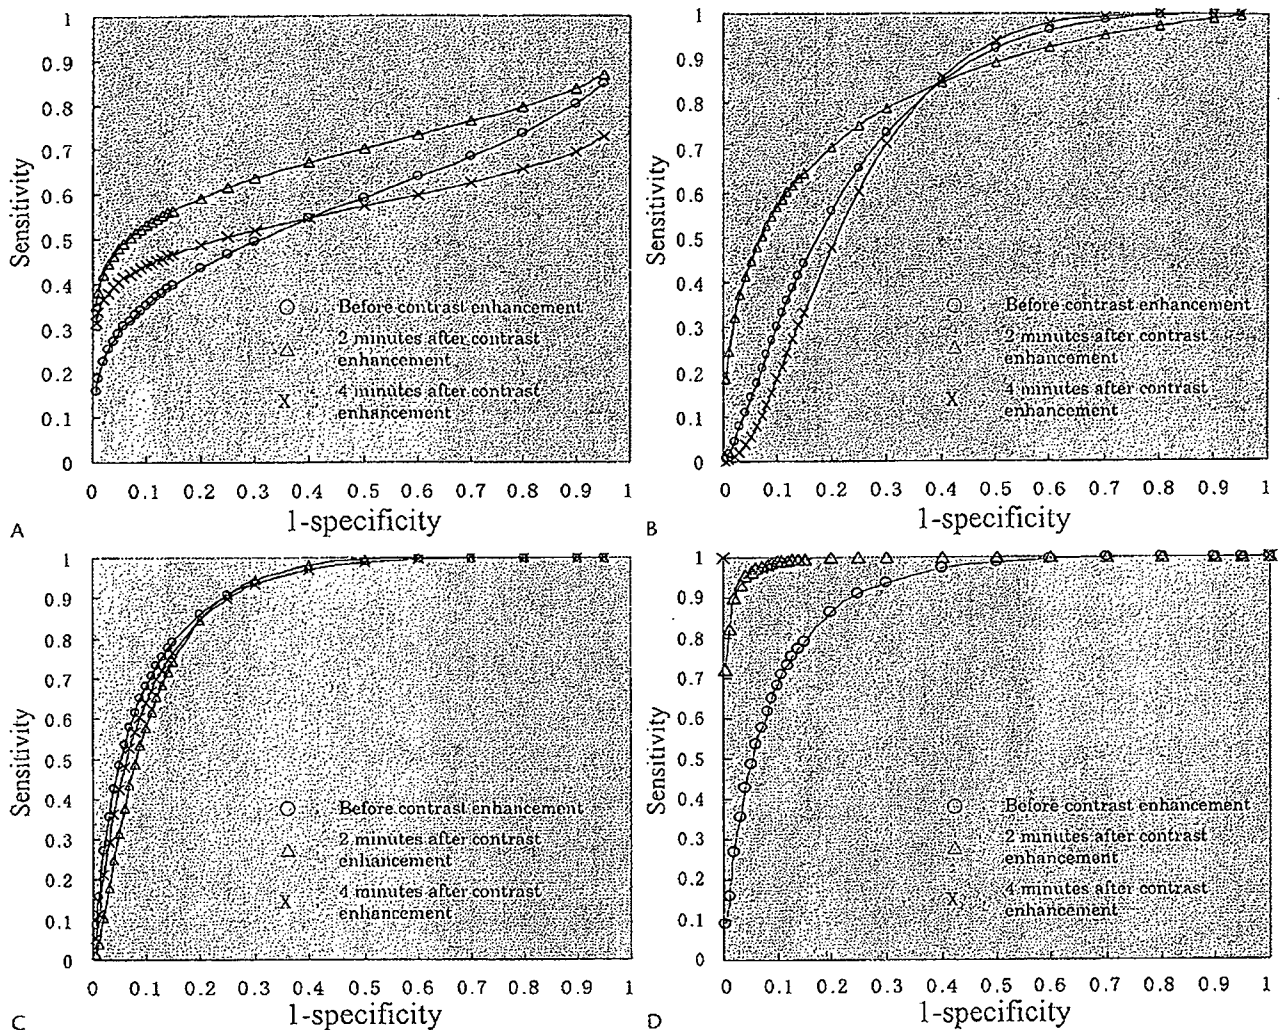 1
0.9
0.8
0.7
0.6
0.5
0.4
0.3
0.2
0.1
0
Sensitivity
Before contrast enhancement
2 minutes after contrast
enhancement
4 minutes after contrast
enhancement
0 0.1 0.2 0.3 0.4 0.5 0.6 0.7 0.8 0.9 1
1-specificity
A
1
0.9
0.8
0.7
0.6
0.5
0.4
0.3
0.2
0.1
0
Sensitivity
Before contrast enhancement
2 minutes after contrast
enhancement
4 minutes after contrast
enhancement
0 0.1 0.2 0.3 0.4 0.5 0.6 0.7 0.8 0.9 1
1-specificity
B
1
0.9
0.8
0.7
0.6
0.5
0.4
0.3
0.2
0.1
0
Sensitivity
Before contrast enhancement
2 minutes after contrast
enhancement
4 minutes after contrast
enhancement
0 0.1 0.2 0.3 0.4 0.5 0.6 0.7 0.8 0.9 1
1-specificity
C
1
0.9
0.8
0.7
0.6
0.5
0.4
0.3
0.2
0.1
0
Sensitivity
Before contrast enhancement
2 minutes after contrast
enhancement
4 minutes after contrast
enhancement
0 0.1 0.2 0.3 0.4 0.5 0.6 0.7 0.8 0.9 1
1-specificity
D